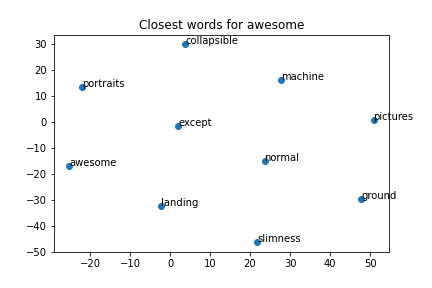 Closest words for awesome
30
20
10
0
−10
−20
−30
−40
−50
collapsible
machine
portraits
pictures
except
normal
awesome
ground
landing
slimness
−20 −10 0 10 20 30 40 50